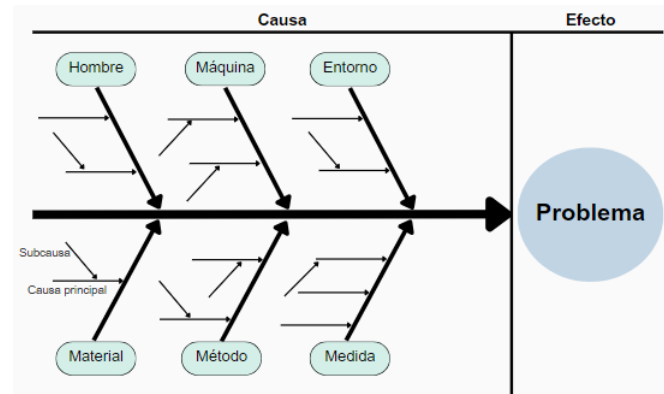 Causa
Efecto
Hombre
Máquina
Entorno
Problema
Subcausa
Causa principal
Material
Método
Medida